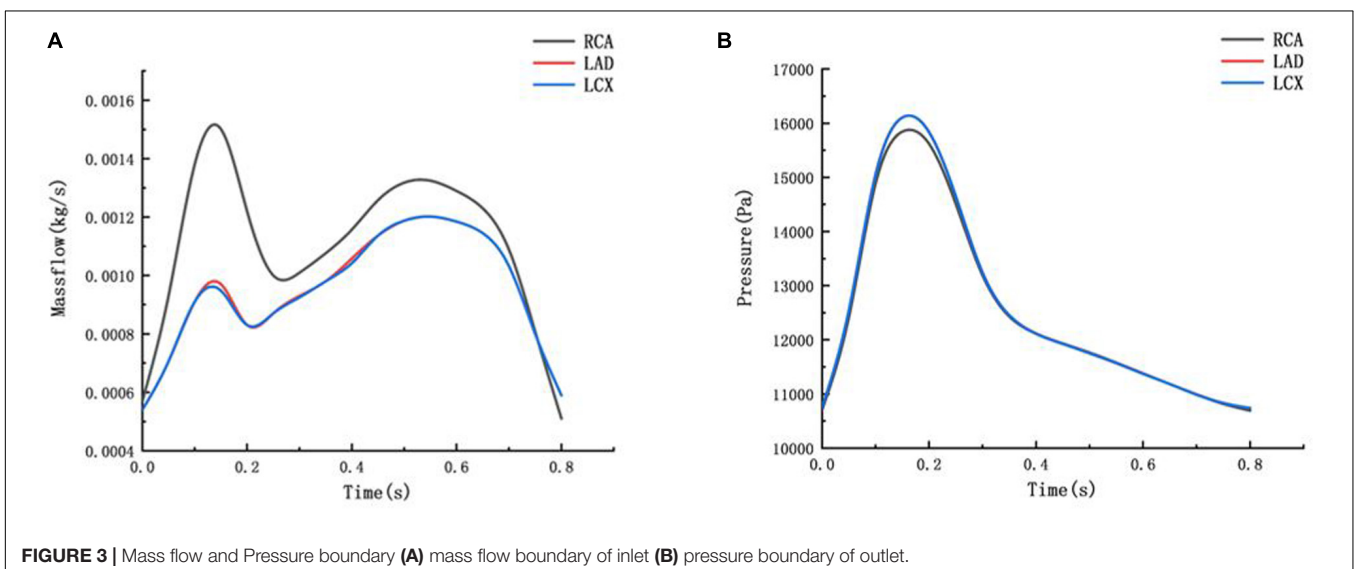 A
RCA
LAD
LCX
0.0016
0.0014
0.0012
0.0010
0.0008
0.0006
0.0004
Massflow(kg/s)
0.0 0.2 0.4 0.6 0.8
Time(s)
B
RCA
LAD
LCX
17000
16000
15000
14000
13000
12000
11000
10000
Pressure(Pa)
0.0 0.2 0.4 0.6 0.8
Time(s)
FIGURE 3 | Mass flow and Pressure boundary (A) mass flow boundary of inlet (B) pressure boundary of outlet.